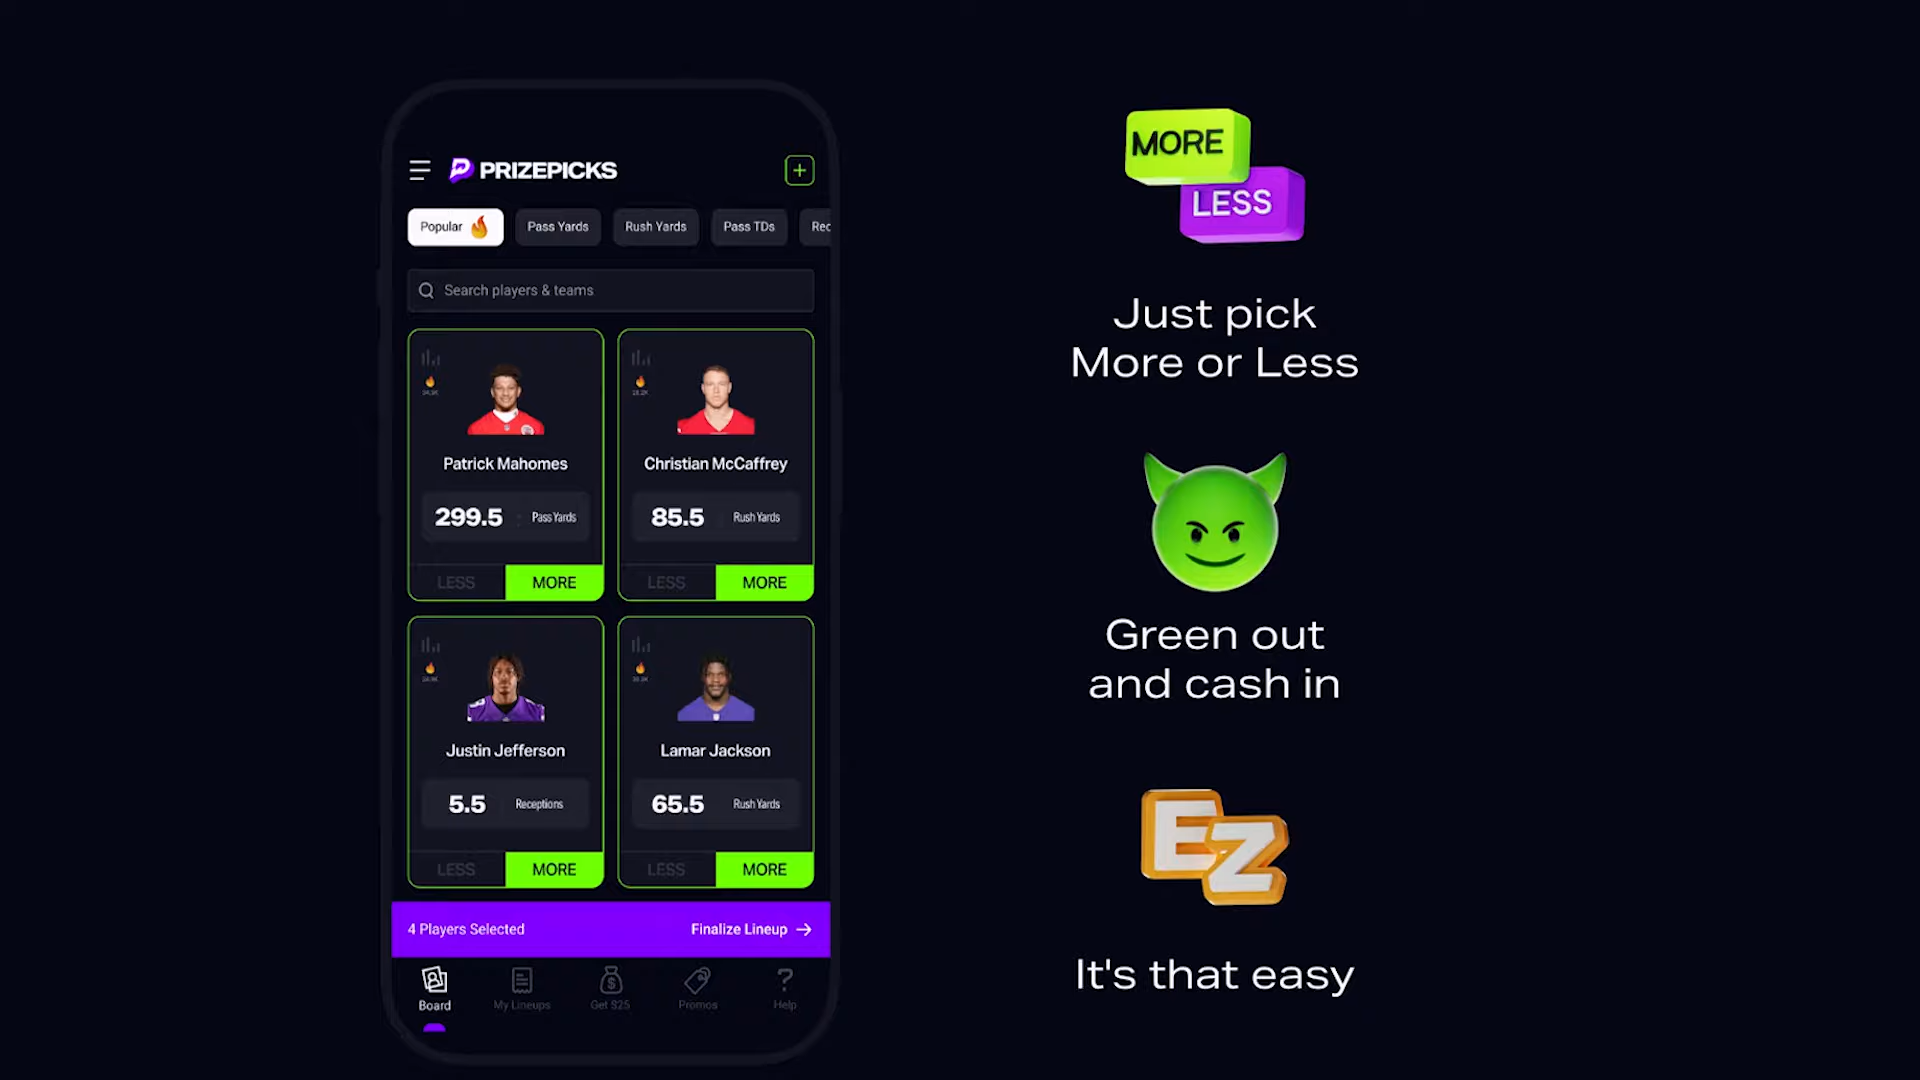 PRIZEPICKS
Popular
Pass Yards
Rush Yards
Pass TDs
Rec
Search players & teams
Patrick Mahomes
299.5 Pass Yards
LESS MORE
Christian McCaffrey
85.5 Rush Yards
LESS MORE
Justin Jefferson
5.5 Receptions
LESS MORE
Lamar Jackson
65.5 Rush Yards
LESS MORE
4 Players Selected
Finalize Lineup
Board
My Lineups
Get $25
Promos
Help
MORE
LESS
Just pick
More or Less
Green out
and cash in
EZ
It's that easy